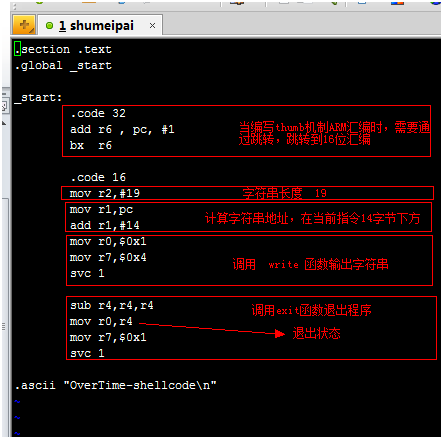 1 shumeipai ×
.section .text
.global _start
_start:
.code 32
add r6 , pc, #1
bx r6
当编写thumb机制ARM汇编时，需要通
过跳转，跳转到16位汇编
.code 16
mov r2,#19
字符串长度 19
mov r1,pc
add r1,#14
计算字符串地址，在当前指令14字节下方
mov r0,$0x1
mov r7,$0x4
svc 1
调用 write 函数输出字符串
sub r4,r4,r4
mov r0,r4
mov r7,$0x1
svc 1
调用exit函数退出程序
退出状态
.ascii "OverTime-shellcode\n"
~
~
~